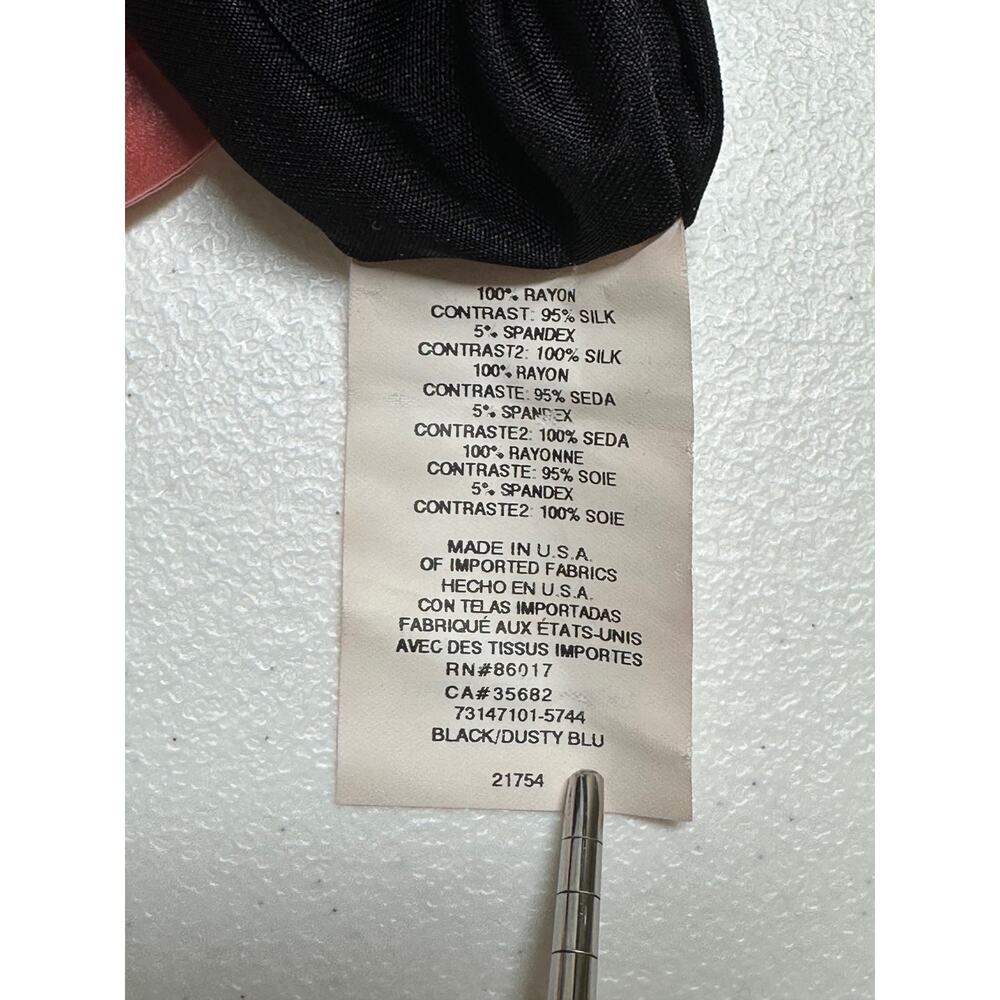 100% RAYON
CONTRAST: 95% SILK
5% SPANDEX
CONTRAST2: 100% SILK
100% RAYON
CONTRASTE: 95% SEDA
5% SPANDEX
CONTRASTE2: 100% SEDA
100% RAYONNE
CONTRASTE: 95% SOIE
5% SPANDEX
CONTRASTE2: 100% SOIE
MADE IN U.S.A.
OF IMPORTED FABRICS
HECHO EN U.S.A.
CON TELAS IMPORTADAS
FABRIQUÉ AUX ÉTATS-UNIS
AVEC DES TISSUS IMPORTES
RN#86017
CA#35682
73147101-5744
BLACK/DUSTY BLU
21754